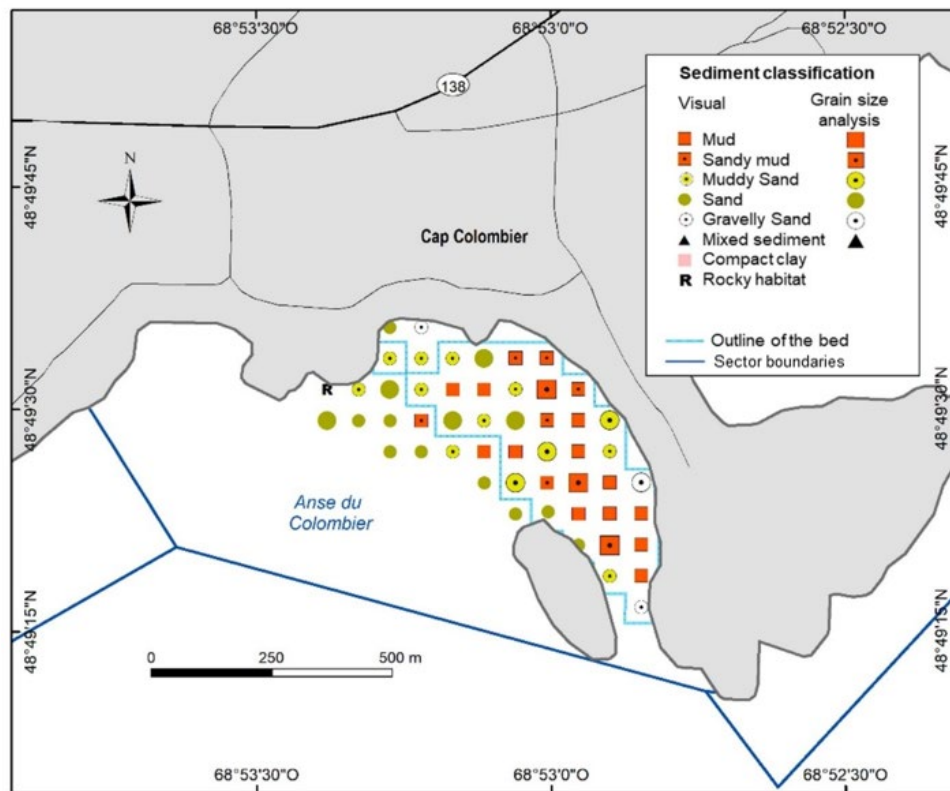 68°53'30"O
68°53'0"O
68°52'30"O
138
Sediment classification
Visual
Grain size
analysis
Mud
Sandy mud
Muddy Sand
Sand
Gravelly Sand
Mixed sediment
Compact clay
R Rocky habitat
Outline of the bed
Sector boundaries
48°49'45"N
48°49'45"N
N
Cap Colombier
R
48°49'30"N
48°49'30"N
Anse du
Colombier
48°49'15"N
48°49'15"N
0
250
500 m
68°53'30"O
68°53'0"O
68°52'30"O